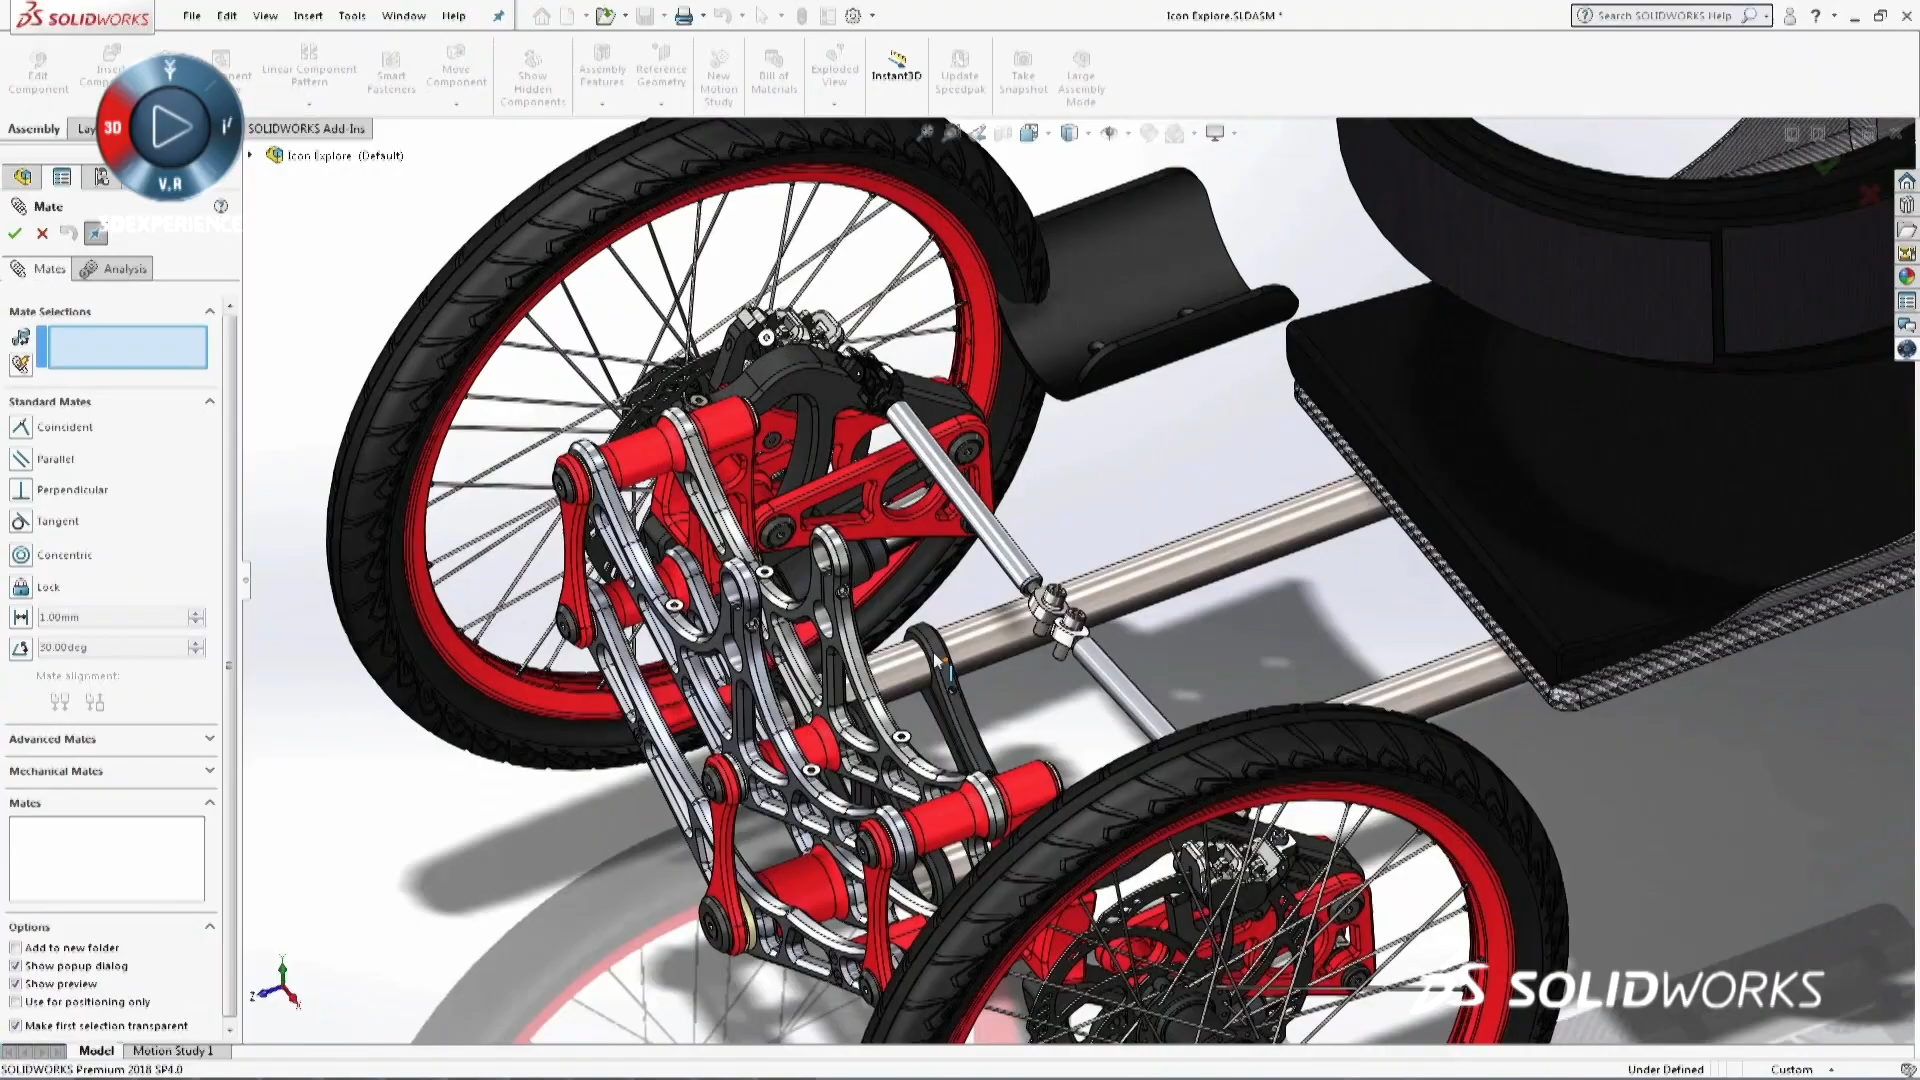 SOLIDWORKS
File Edit View Insert Tools Window Help
Icon Explore.SLDASM *
Search SOLIDWORKS Help
Edit Component
Linear Component Pattern
Smart Fasteners
Move Component
Show Hidden Components
Assembly Features
Reference Geometry
New Motion Study
Bill of Materials
Exploded View
Instant3D
Update Speedpak
Take Snapshot
Large Assembly Mode
3D
V,R
3DEXPERIENCE
Assembly
Lay
SOLIDWORKS Add-Ins
Icon Explore (Default)
Mate
Mates
Analysis
Mate Selections
Standard Mates
Coincident
Parallel
Perpendicular
Tangent
Concentric
Lock
1.00mm
30.00deg
Mate alignment:
Advanced Mates
Mechanical Mates
Mates
Options
Add to new folder
Show popup dialog
Show preview
Use for positioning only
Make first selection transparent
Y
Z
X
SOLIDWORKS
Model
Motion Study 1
SOLIDWORKS Premium 2018 SP4.0
Under Defined
Custom